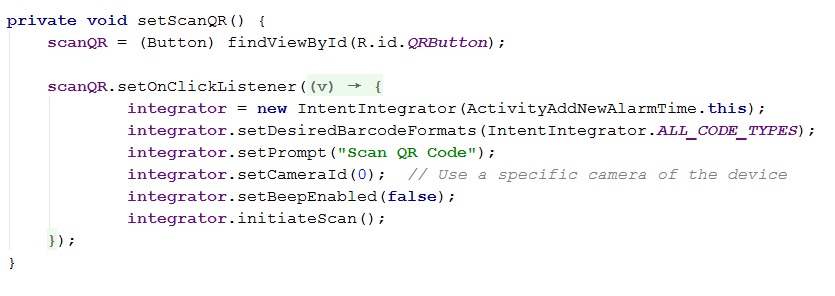 private void setScanQR() {
    scanQR = (Button) findViewById(R.id.QRButton);
    scanQR.setOnClickListener((v) → {
            integrator = new IntentIntegrator(ActivityAddNewAlarmTime.this);
            integrator.setDesiredBarcodeFormats(IntentIntegrator.ALL_CODE_TYPES);
            integrator.setPrompt("Scan QR Code");
            integrator.setCameraId(0);  // Use a specific camera of the device
            integrator.setBeepEnabled(false);
            integrator.initiateScan();
    });
}